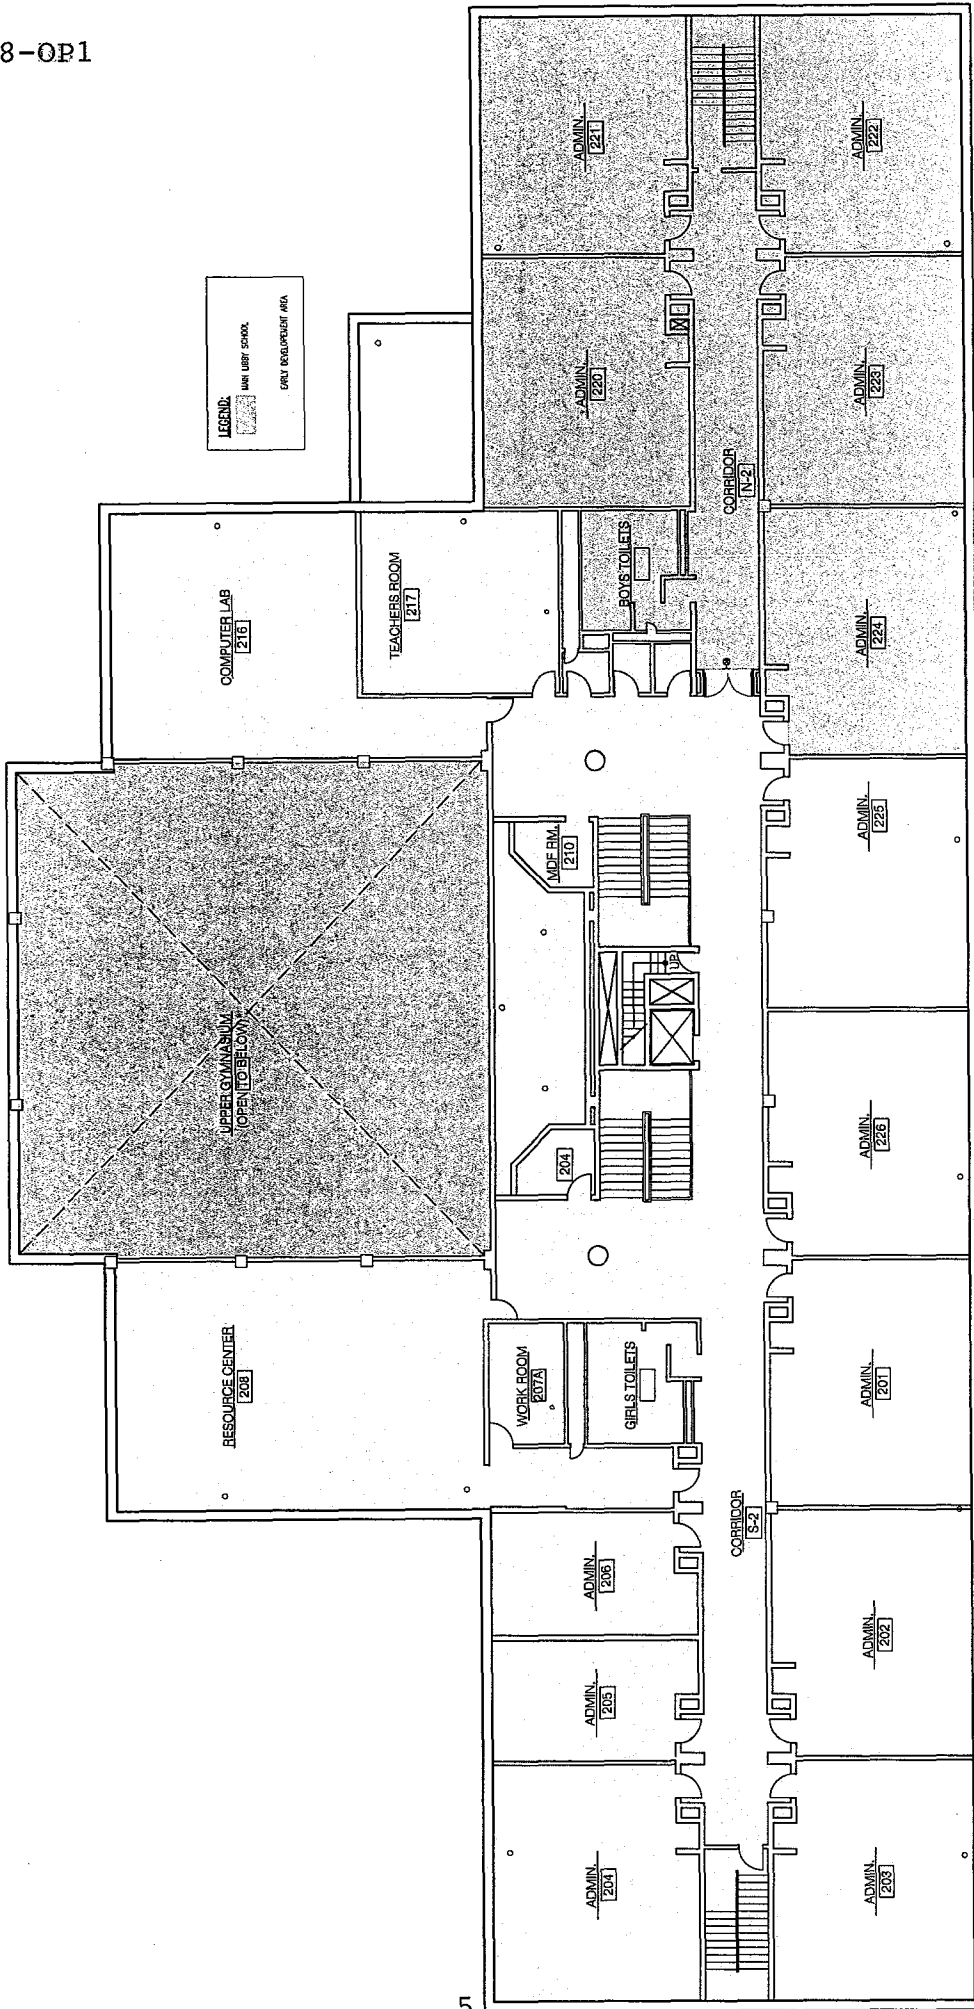 8-OP1
LEGEND:
MAIN LIBBY SCHOOL
EARLY DEVELOPEMENT AREA
ADMIN.
221
ADMIN.
222
ADMIN.
220
ADMIN.
223
CORRIDOR
N-2
BOYS TOILETS
ADMIN.
224
TEACHERS ROOM
217
COMPUTER LAB
216
ADMIN.
225
MDF RM.
210
UP
UPPER GYMNASIUM
(OPEN TO BELOW)
204
ADMIN.
226
RESOURCE CENTER
208
WORK ROOM
207A
GIRLS TOILETS
ADMIN.
201
CORRIDOR
S-2
ADMIN.
206
ADMIN.
202
ADMIN.
205
ADMIN.
204
ADMIN.
203
5